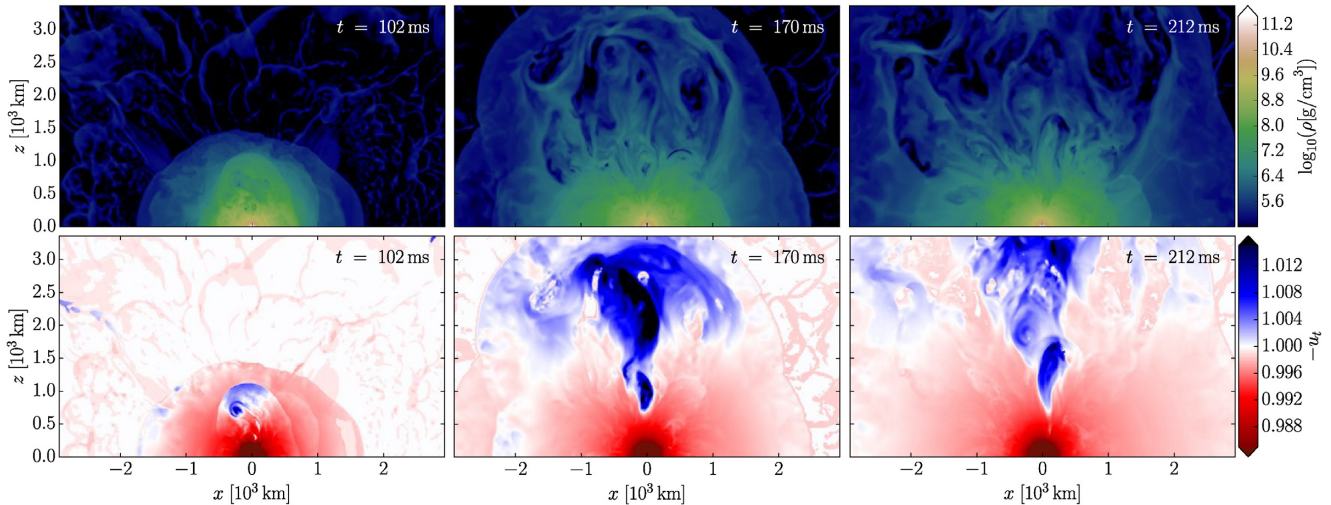 t = 102 ms
t = 170 ms
t = 212 ms
z [10³ km]
3.0
2.5
2.0
1.5
1.0
0.5
0.0
11.2
10.4
9.6
8.8
8.0
7.2
6.4
5.6
log₁₀(ρ[g/cm³])
t = 102 ms
t = 170 ms
t = 212 ms
z [10³ km]
3.0
2.5
2.0
1.5
1.0
0.5
0.0
1.012
1.008
1.004
1.000
0.996
0.992
0.988
−uₜ
−2 −1 0 1 2
−2 −1 0 1 2
−2 −1 0 1 2
x [10³ km]
x [10³ km]
x [10³ km]